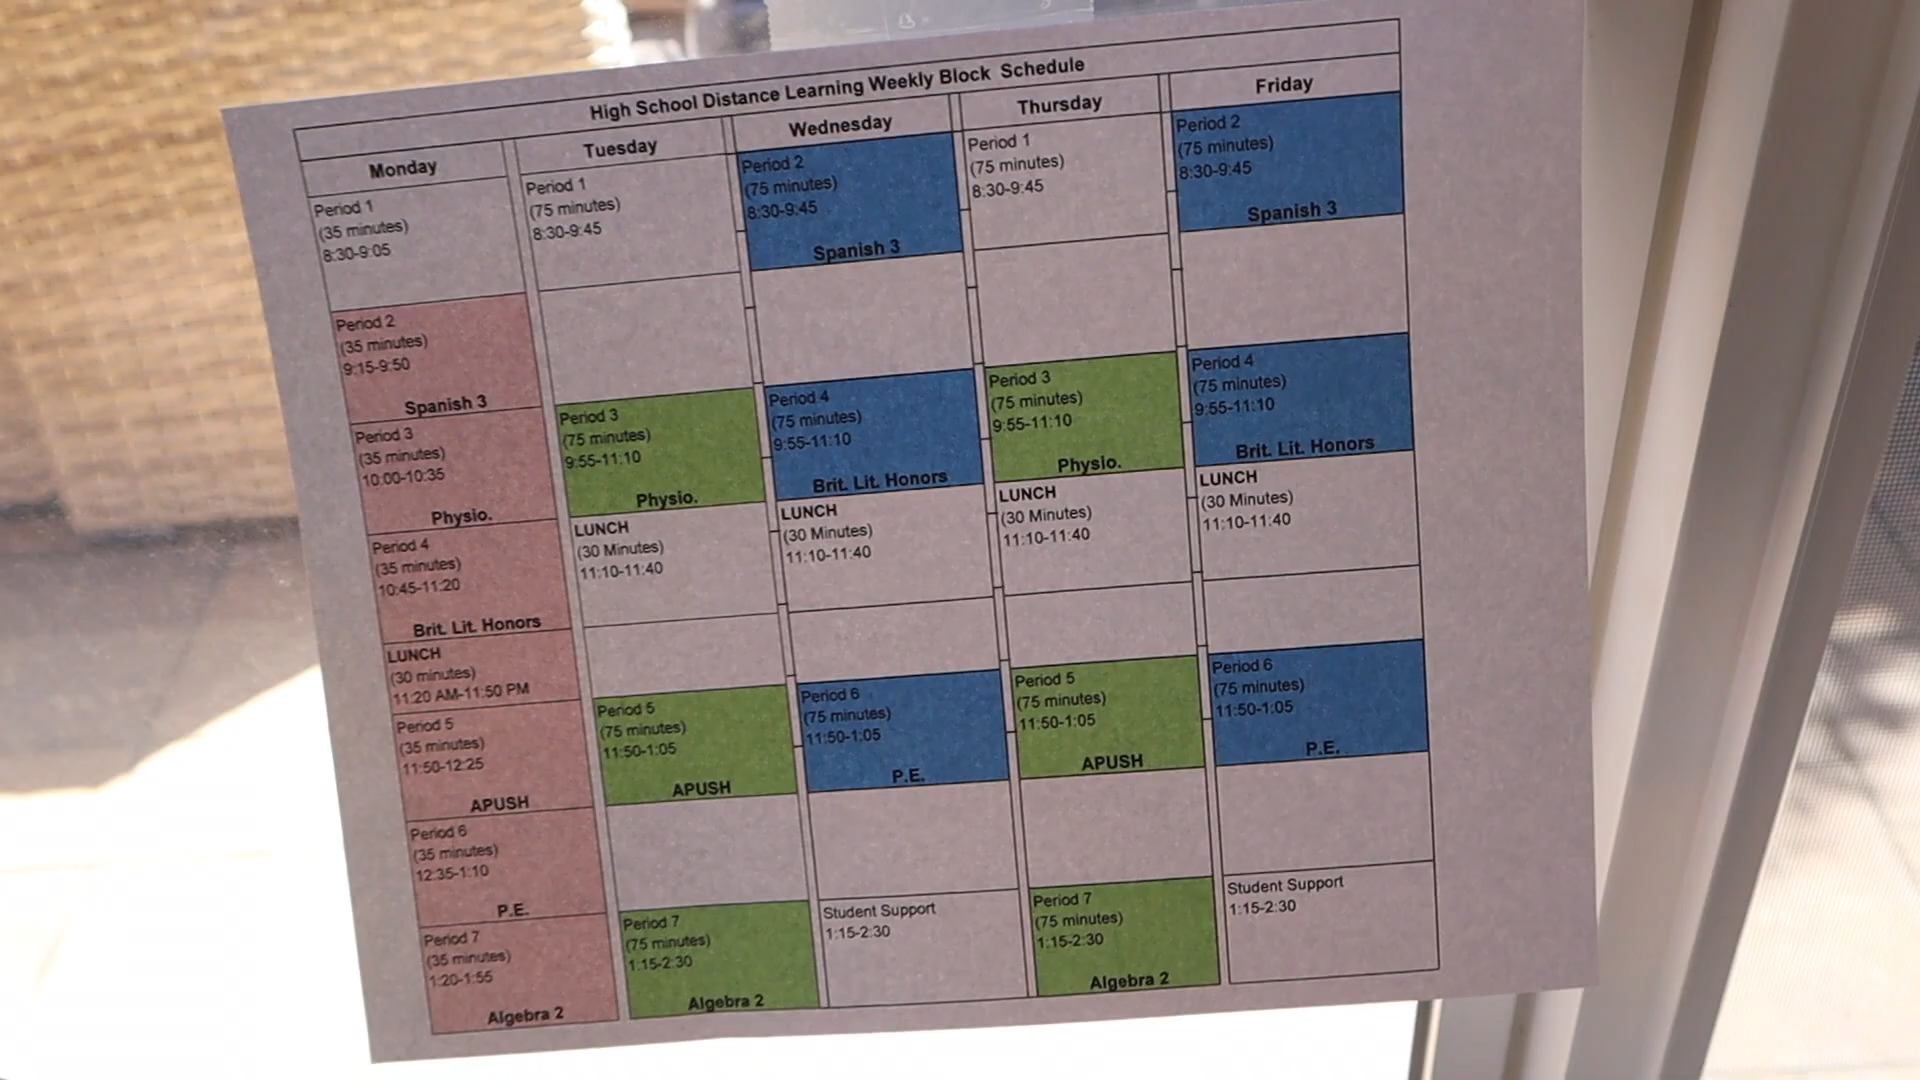 High School Distance Learning Weekly Block Schedule
Monday
Tuesday
Wednesday
Thursday
Friday
Period 1
(35 minutes)
8:30-9:05
Period 2
(35 minutes)
9:15-9:50
Spanish 3
Period 3
(35 minutes)
10:00-10:35
Physio.
Period 4
(35 minutes)
10:45-11:20
Brit. Lit. Honors
LUNCH
(30 minutes)
11:20 AM-11:50 PM
Period 5
(35 minutes)
11:50-12:25
APUSH
Period 6
(35 minutes)
12:35-1:10
P.E.
Period 7
(35 minutes)
1:20-1:55
Algebra 2
Period 1
(75 minutes)
8:30-9:45
Period 3
(75 minutes)
9:55-11:10
Physio.
LUNCH
(30 Minutes)
11:10-11:40
Period 5
(75 minutes)
11:50-1:05
APUSH
Period 7
(75 minutes)
1:15-2:30
Algebra 2
Period 2
(75 minutes)
8:30-9:45
Spanish 3
Period 4
(75 minutes)
9:55-11:10
Brit. Lit. Honors
LUNCH
(30 Minutes)
11:10-11:40
Period 6
(75 minutes)
11:50-1:05
P.E.
Student Support
1:15-2:30
Period 1
(75 minutes)
8:30-9:45
Period 3
(75 minutes)
9:55-11:10
Physio.
LUNCH
(30 Minutes)
11:10-11:40
Period 5
(75 minutes)
11:50-1:05
APUSH
Period 7
(75 minutes)
1:15-2:30
Algebra 2
Period 2
(75 minutes)
8:30-9:45
Spanish 3
Period 4
(75 minutes)
9:55-11:10
Brit. Lit. Honors
LUNCH
(30 Minutes)
11:10-11:40
Period 6
(75 minutes)
11:50-1:05
P.E.
Student Support
1:15-2:30